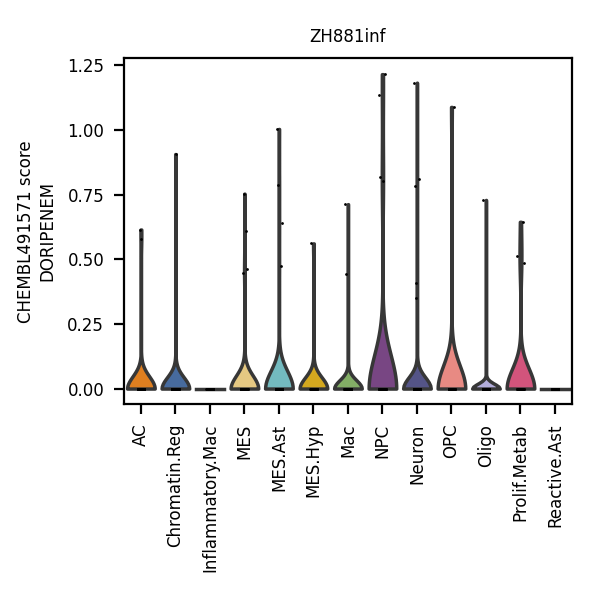 ZH881inf
CHEMBL491571 score
DORIPENEM
1.25
1.00
0.75
0.50
0.25
0.00
AC
Chromatin.Reg
Inflammatory.Mac
MES
MES.Ast
MES.Hyp
Mac
NPC
Neuron
OPC
Oligo
Prolif.Metab
Reactive.Ast